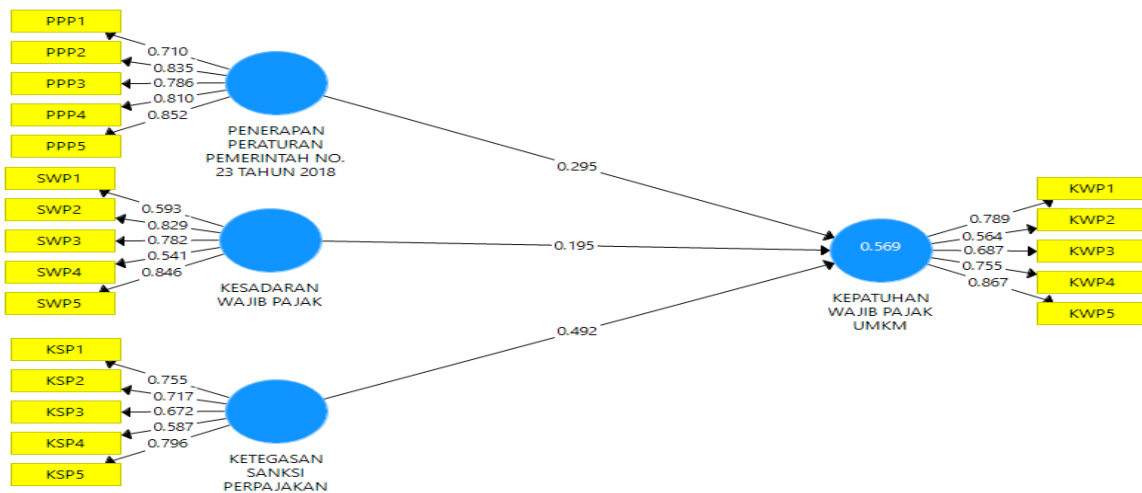 PPP1
PPP2
PPP3
PPP4
PPP5
0.710
0.835
0.786
0.810
0.852
PENERAPAN
PERATURAN
PEMERINTAH NO.
23 TAHUN 2018
0.295
SWP1
SWP2
SWP3
SWP4
SWP5
0.593
0.829
0.782
0.541
0.846
KESADARAN
WAJIB PAJAK
0.195
KSP1
KSP2
KSP3
KSP4
KSP5
0.755
0.717
0.672
0.587
0.796
KETEGASAN
SANKSI
PERPAJAKAN
0.492
0.569
KEPATUHAN
WAJIB PAJAK
UMKM
0.789
0.564
0.687
0.755
0.867
KWP1
KWP2
KWP3
KWP4
KWP5